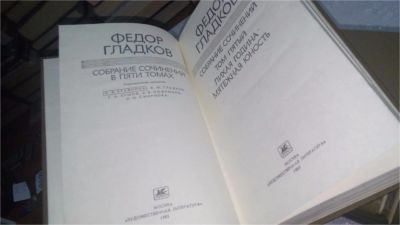 ФЕДОР
ГЛАДКОВ
СОБРАНИЕ СОЧИНЕНИЙ
В ПЯТИ ТОМАХ
МОСКВА
«ХУДОЖЕСТВЕННАЯ ЛИТЕРАТУРА»
ФЕДОР
ГЛАДКОВ
СОБРАНИЕ СОЧИНЕНИЙ
ТОМ ПЯТЫЙ
ЛИХАЯ ГОДИНА
МЯТЕЖНАЯ ЮНОСТЬ
МОСКВА
«ХУДОЖЕСТВЕННАЯ ЛИТЕРАТУРА»